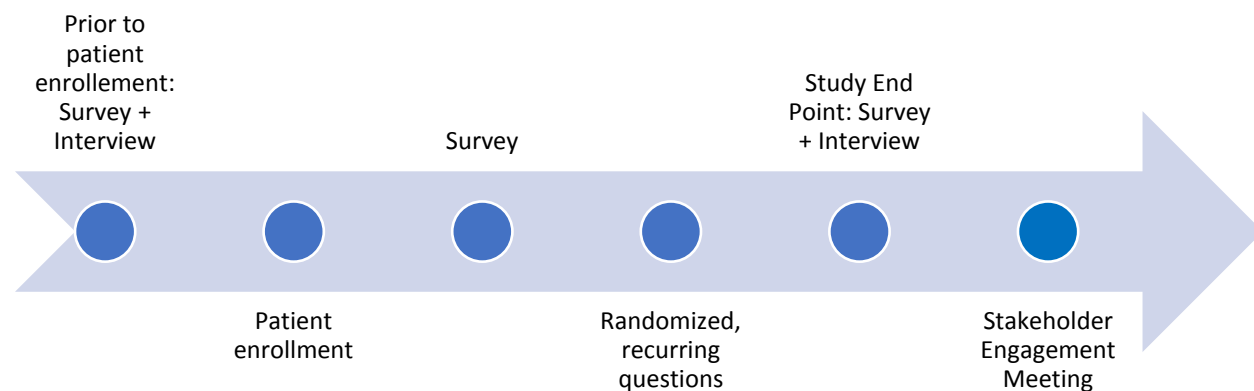 Prior to
patient
enrollement:
Survey +
Interview
Patient
enrollment
Survey
Randomized,
recurring
questions
Study End
Point: Survey
+ Interview
Stakeholder
Engagement
Meeting